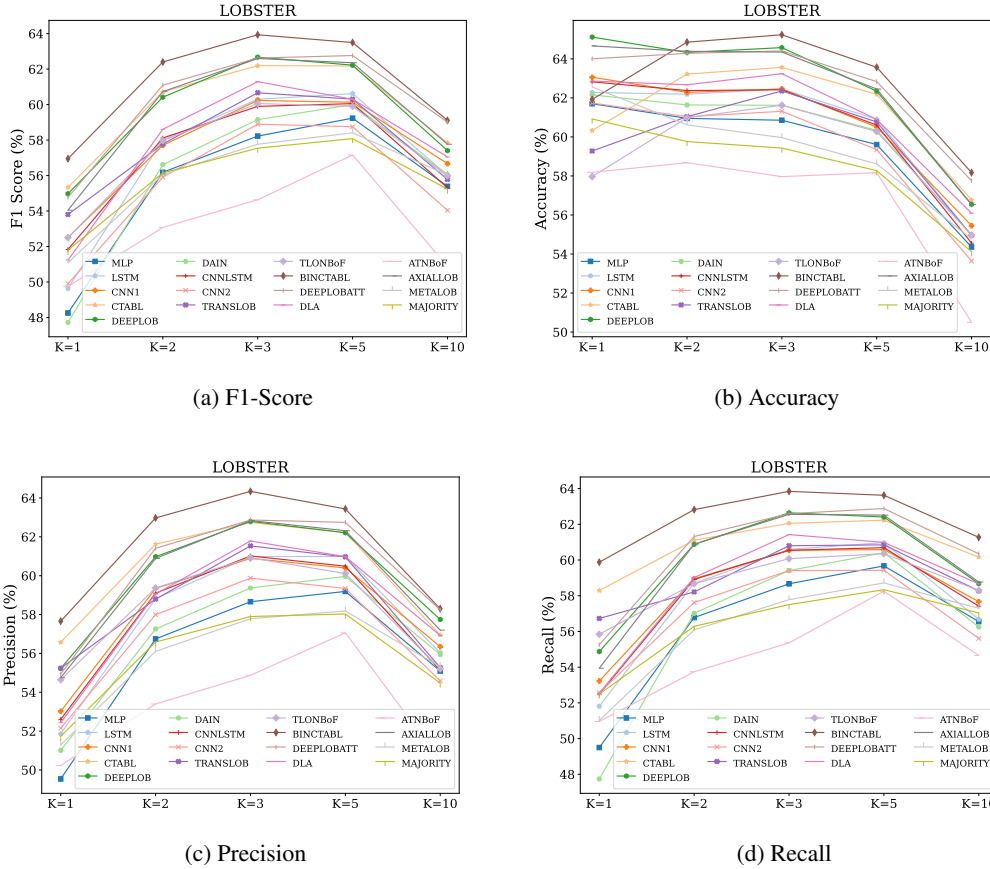 LOBSTER
F1 Score (%)
64
62
60
58
56
54
52
50
48
K=1 K=2 K=3 K=5 K=10
MLP DAIN TLONBoF ATNBoF
LSTM CNNLSTM BINCTABL AXIALLOB
CNN1 CNN2 DEEPLOBATT METALOB
CTABL TRANSLOB DLA MAJORITY
DEEPLOB
(a) F1-Score
LOBSTER
Accuracy (%)
64
62
60
58
56
54
52
50
K=1 K=2 K=3 K=5 K=10
MLP DAIN TLONBoF ATNBoF
LSTM CNNLSTM BINCTABL AXIALLOB
CNN1 CNN2 DEEPLOBATT METALOB
CTABL TRANSLOB DLA MAJORITY
DEEPLOB
(b) Accuracy
LOBSTER
Precision (%)
64
62
60
58
56
54
52
50
K=1 K=2 K=3 K=5 K=10
MLP DAIN TLONBoF ATNBoF
LSTM CNNLSTM BINCTABL AXIALLOB
CNN1 CNN2 DEEPLOBATT METALOB
CTABL TRANSLOB DLA MAJORITY
DEEPLOB
(c) Precision
LOBSTER
Recall (%)
64
62
60
58
56
54
52
50
48
K=1 K=2 K=3 K=5 K=10
MLP DAIN TLONBoF ATNBoF
LSTM CNNLSTM BINCTABL AXIALLOB
CNN1 CNN2 DEEPLOBATT METALOB
CTABL TRANSLOB DLA MAJORITY
DEEPLOB
(d) Recall